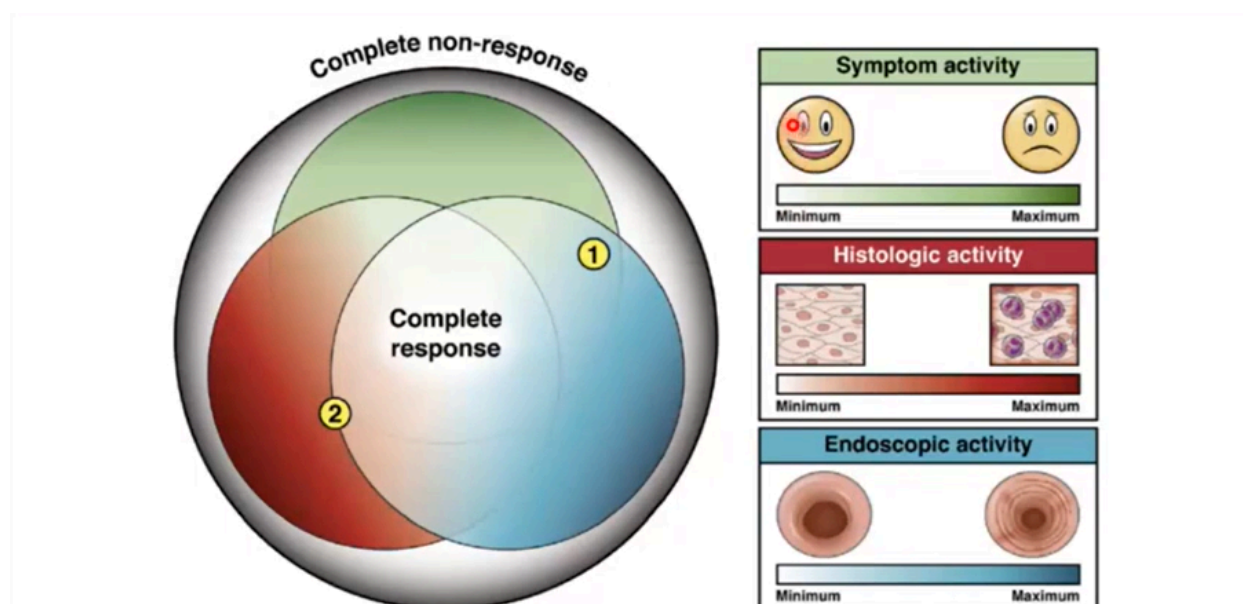 Complete non-response
Complete
response
1
2
Symptom activity
Minimum Maximum
Histologic activity
Minimum Maximum
Endoscopic activity
Minimum Maximum